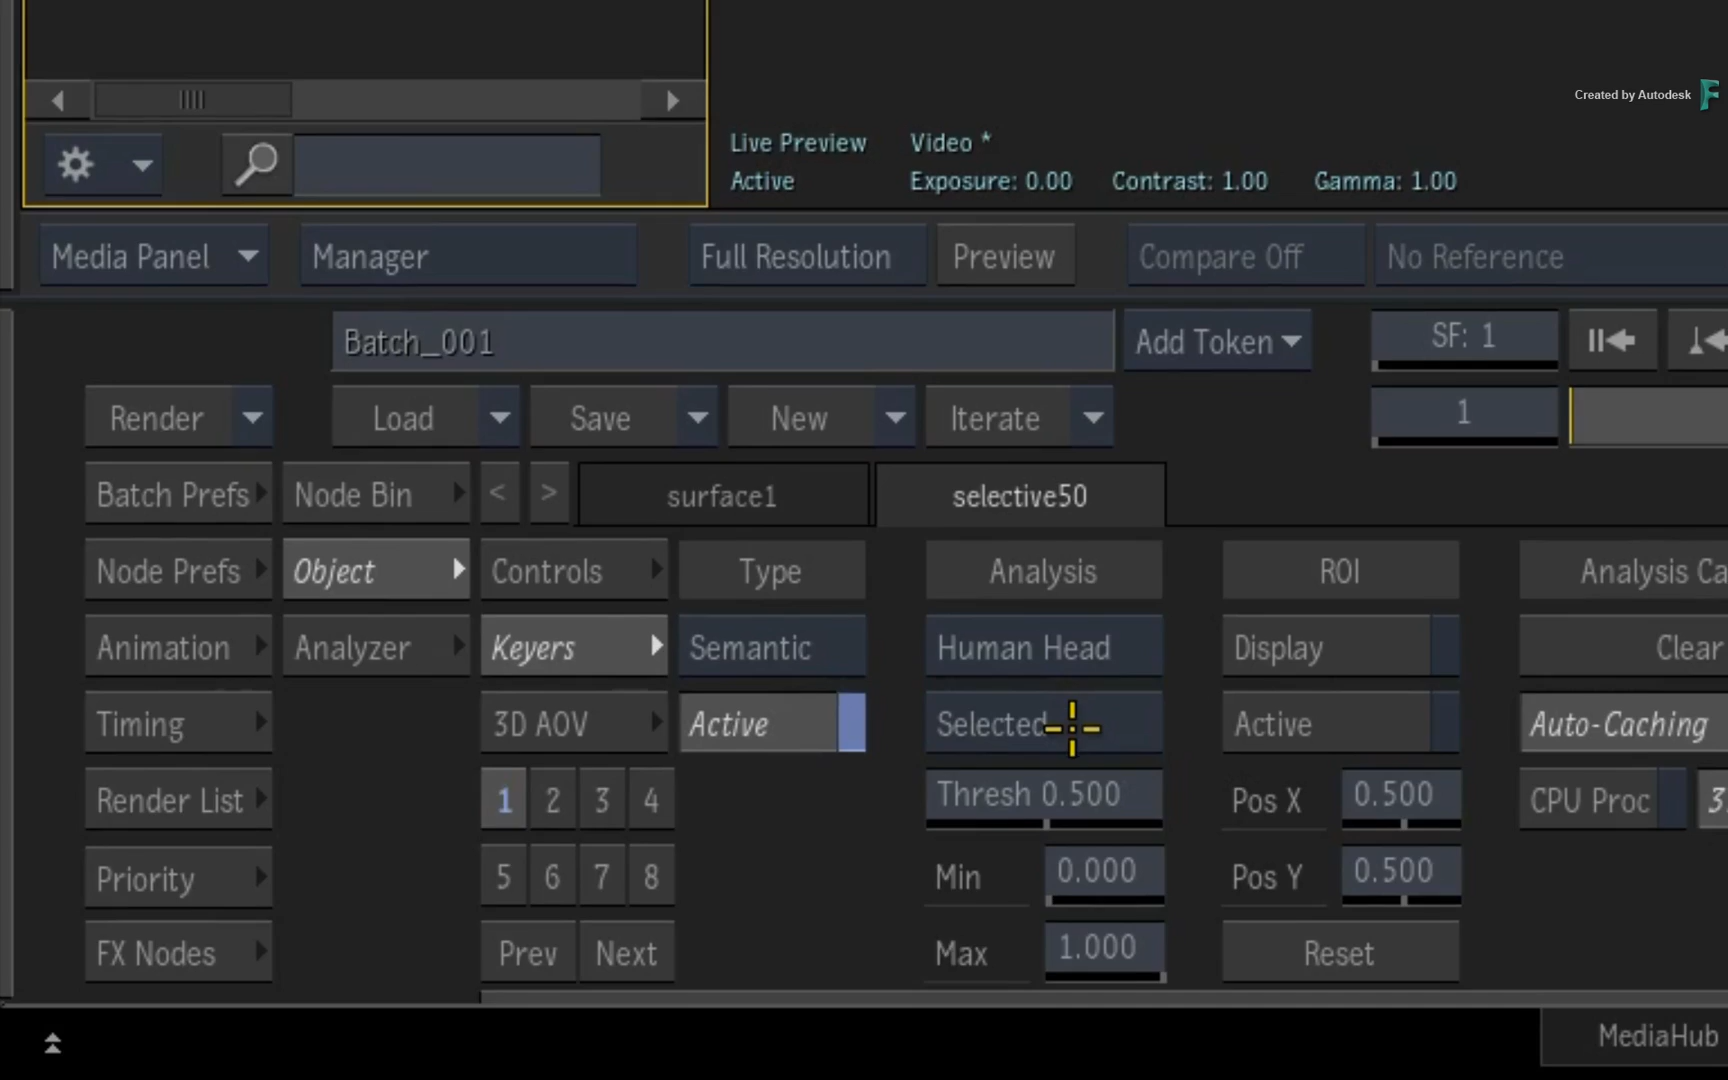 Created by Autodesk
Live Preview Video *
Active Exposure: 0.00 Contrast: 1.00 Gamma: 1.00
Media Panel Manager Full Resolution Preview Compare Off No Reference
Batch_001 Add Token SF: 1
Render Load Save New Iterate 1
Batch Prefs Node Bin < > surface1 selective50
Node Prefs Object Controls Type Analysis ROI Analysis Ca
Animation Analyzer Keyers Semantic Human Head Display Clear
Timing 3D AOV Active Selected Active Auto-Caching
Render List 1 2 3 4 Thresh 0.500 Pos X 0.500 CPU Proc 3
Priority 5 6 7 8 Min 0.000 Pos Y 0.500
FX Nodes Prev Next Max 1.000 Reset
MediaHub